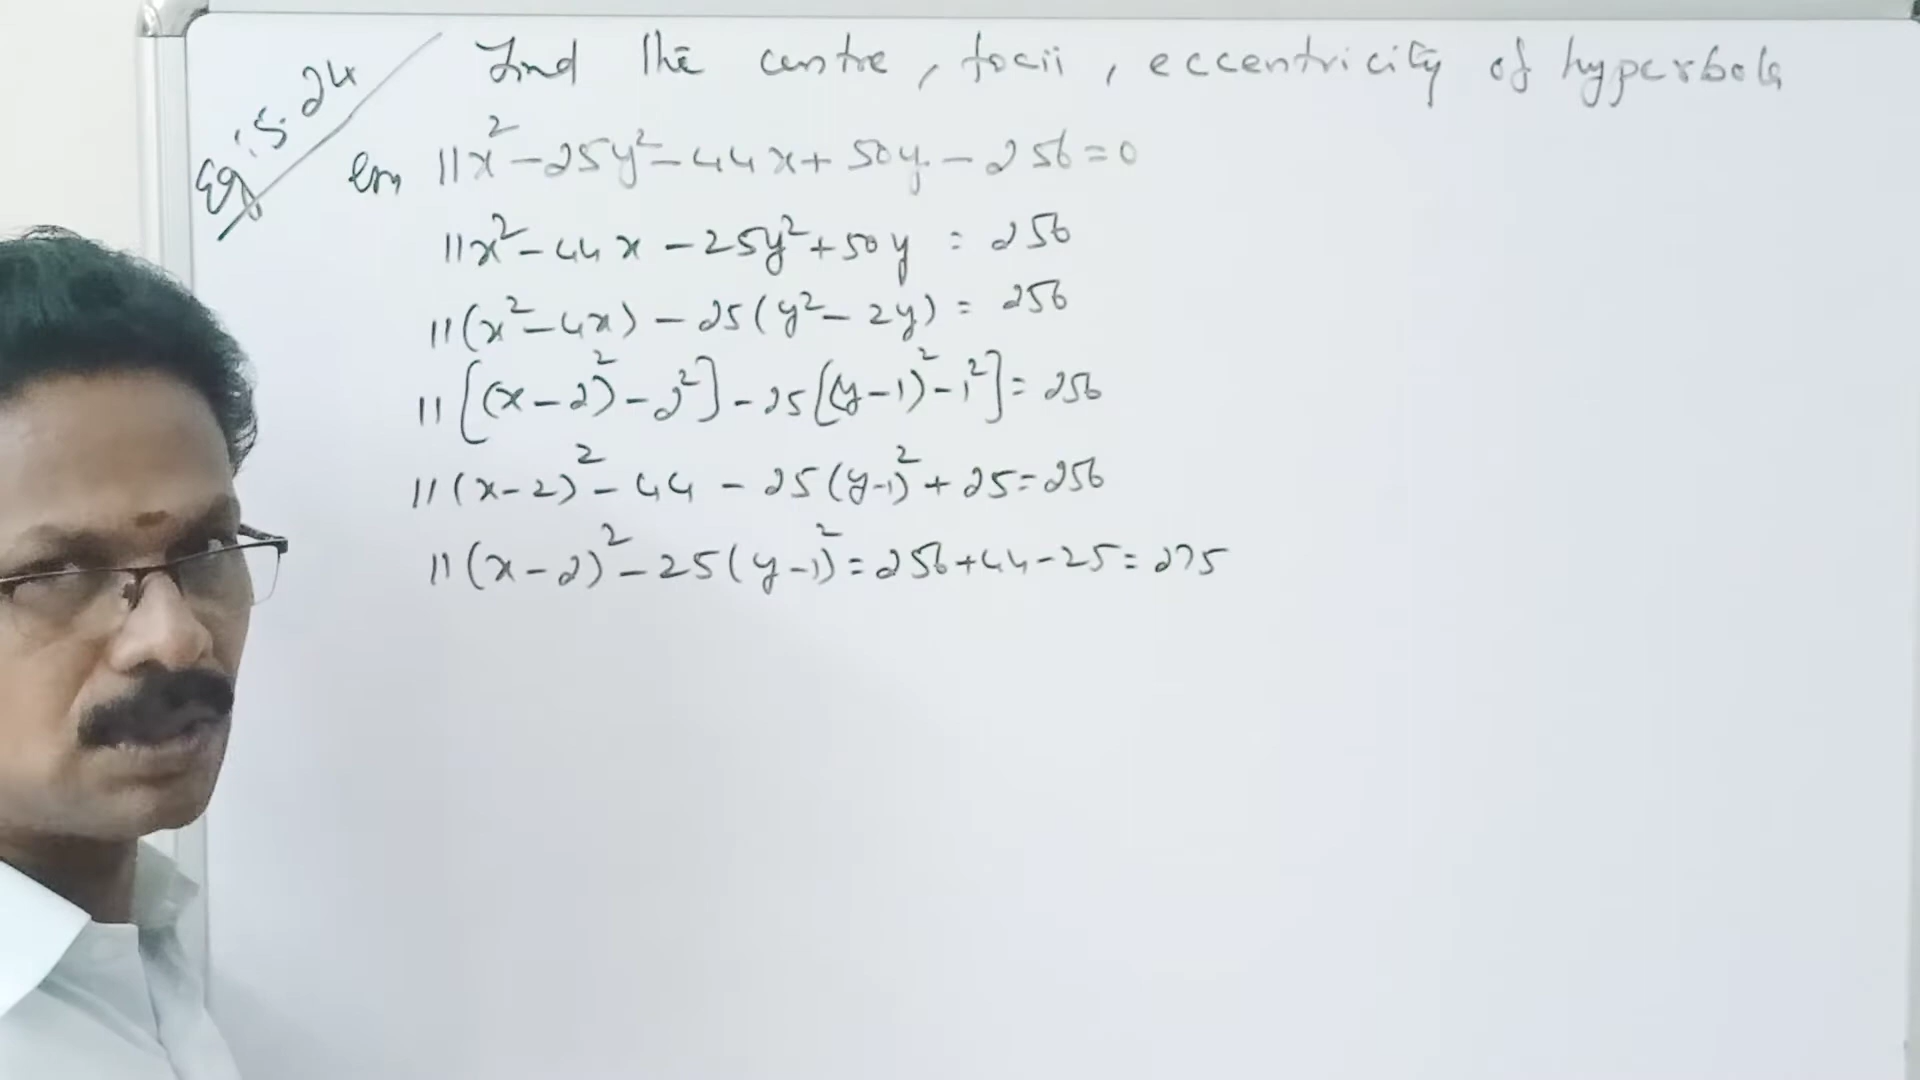 Eg: 5.24
Find the centre, focii, eccentricity of hyperbola
11x² - 25y² - 44x + 50y - 256 = 0
11x² - 44x - 25y² + 50y = 256
11(x² - 4x) - 25(y² - 2y) = 256
11[(x-2)² - 2²] - 25[(y-1)² - 1²] = 256
11(x-2)² - 44 - 25(y-1)² + 25 = 256
11(x-2)² - 25(y-1)² = 256 + 44 - 25 = 275